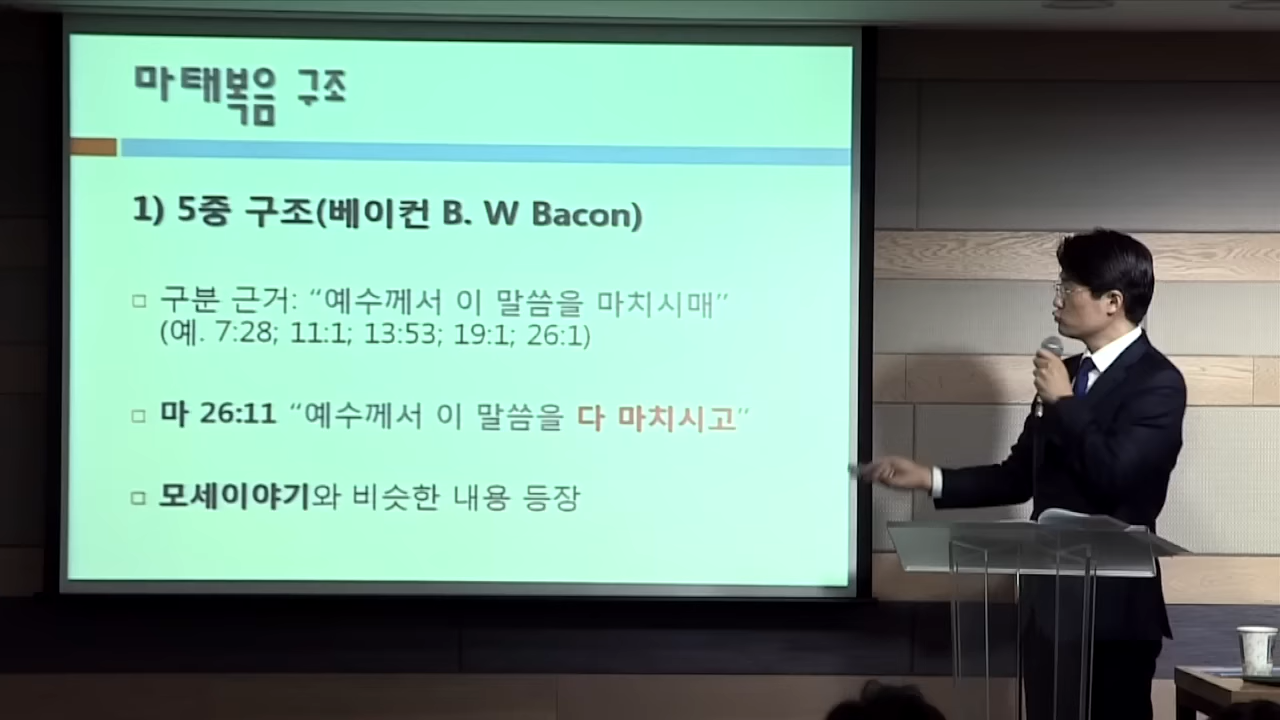 마태복음 구조
1) 5중 구조(베이컨 B. W Bacon)
□ 구분 근거: “예수께서 이 말씀을 마치시매”
(예. 7:28; 11:1; 13:53; 19:1; 26:1)
□ 마 26:11 “예수께서 이 말씀을 다 마치시고”
□ 모세이야기와 비슷한 내용 등장